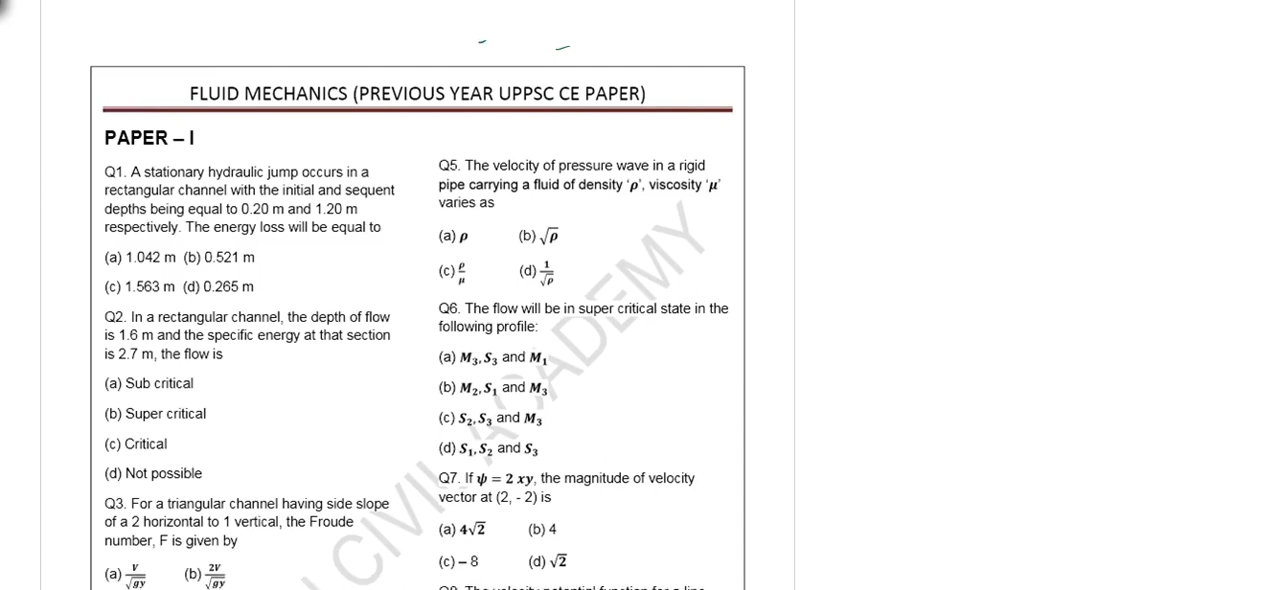 FLUID MECHANICS (PREVIOUS YEAR UPPSC CE PAPER)
PAPER – I
Q1. A stationary hydraulic jump occurs in a
rectangular channel with the initial and sequent
depths being equal to 0.20 m and 1.20 m
respectively. The energy loss will be equal to
(a) 1.042 m (b) 0.521 m
(c) 1.563 m (d) 0.265 m
Q2. In a rectangular channel, the depth of flow
is 1.6 m and the specific energy at that section
is 2.7 m, the flow is
(a) Sub critical
(b) Super critical
(c) Critical
(d) Not possible
Q3. For a triangular channel having side slope
of a 2 horizontal to 1 vertical, the Froude
number, F is given by
(a) V/√gy (b) 2V/√gy
Q5. The velocity of pressure wave in a rigid
pipe carrying a fluid of density ‘ρ’, viscosity ‘μ’
varies as
(a) ρ (b) √ρ
(c) ρ/μ (d) 1/√ρ
Q6. The flow will be in super critical state in the
following profile:
(a) M₃, S₃ and M₁
(b) M₂, S₁ and M₃
(c) S₂, S₃ and M₃
(d) S₁, S₂ and S₃
Q7. If ψ = 2 xy, the magnitude of velocity
vector at (2, - 2) is
(a) 4√2 (b) 4
(c) – 8 (d) √2
CIVIL ACADEMY